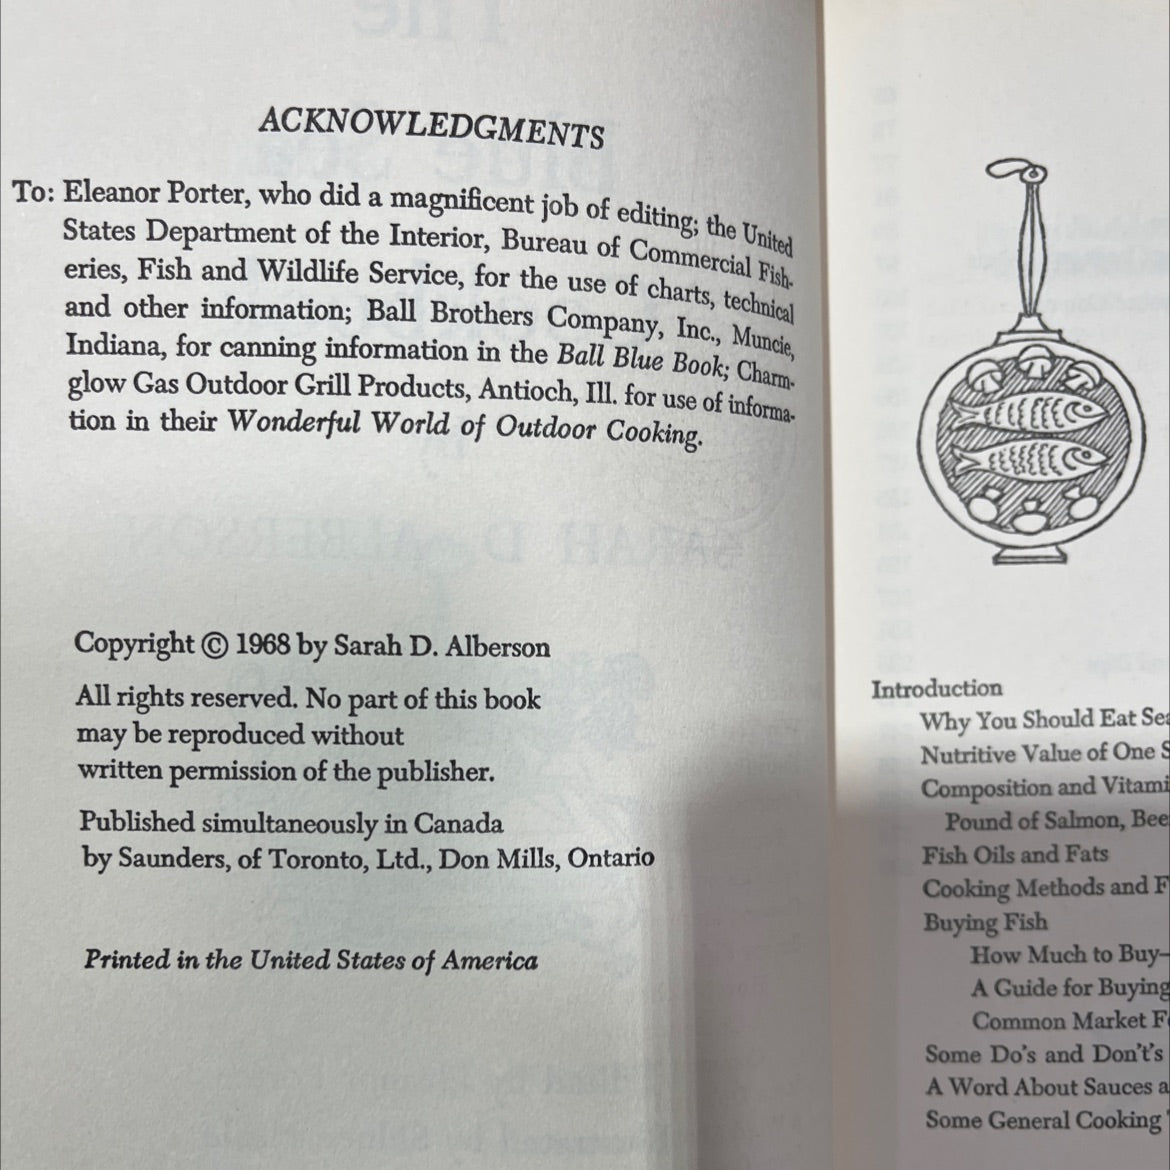 ACKNOWLEDGMENTS
To: Eleanor Porter, who did a magnificent job of editing; the United
States Department of the Interior, Bureau of Commercial Fish-
eries, Fish and Wildlife Service, for the use of charts, technical
and other information; Ball Brothers Company, Inc., Muncie,
Indiana, for canning information in the Ball Blue Book; Charm-
glow Gas Outdoor Grill Products, Antioch, Ill. for use of informa-
tion in their Wonderful World of Outdoor Cooking.
Copyright © 1968 by Sarah D. Alberson
All rights reserved. No part of this book
may be reproduced without
written permission of the publisher.
Published simultaneously in Canada
by Saunders, of Toronto, Ltd., Don Mills, Ontario
Printed in the United States of America
Introduction
Why You Should Eat
Nutritive Value of One
Composition and
Pound of Salmon,
Fish Oils and Fats
Cooking Methods and
Buying Fish
How Much to Buy—
A Guide for Buying
Common Market
Some Do's and Don't's
A Word About Sauces
Some General Cooking